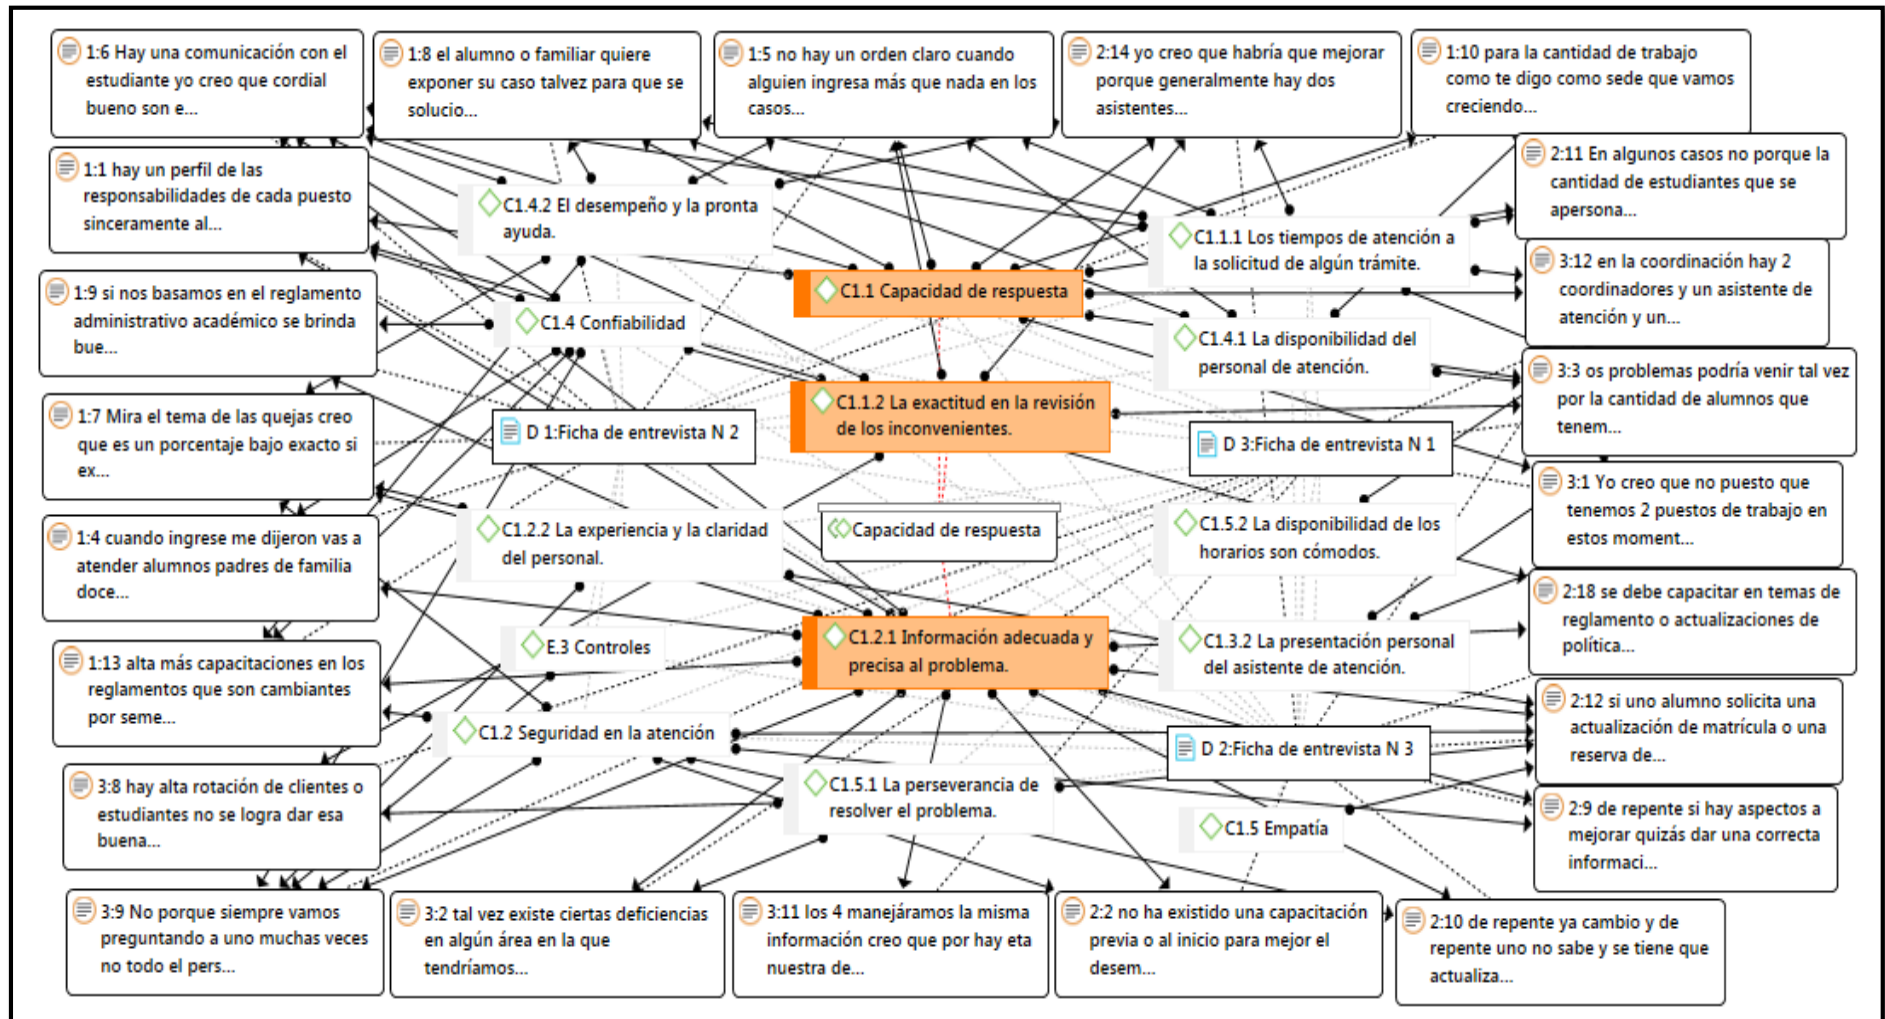 1:6 Hay una comunicación con el
estudiante yo creo que cordial
bueno son e...
1:8 el alumno o familiar quiere
exponer su caso talvez para que se
solucio...
1:5 no hay un orden claro cuando
alguien ingresa más que nada en los
casos...
2:14 yo creo que habría que mejorar
porque generalmente hay dos
asistentes...
1:10 para la cantidad de trabajo
como te digo como sede que vamos
creciendo...
1:1 hay un perfil de las
responsabilidades de cada puesto
sinceramente al...
2:11 En algunos casos no porque la
cantidad de estudiantes que se
apersona...
C1.4.2 El desempeño y la pronta
ayuda.
C1.1.1 Los tiempos de atención a
la solicitud de algún trámite.
1:9 si nos basamos en el reglamento
administrativo académico se brinda
bue...
C1.1 Capacidad de respuesta
3:12 en la coordinación hay 2
coordinadores y un asistente de
atención y un...
C1.4 Confiabilidad
C1.4.1 La disponibilidad del
personal de atención.
3:3 os problemas podría venir tal vez
por la cantidad de alumnos que
tenem...
1:7 Mira el tema de las quejas creo
que es un porcentaje bajo exacto si
ex...
C1.1.2 La exactitud en la revisión
de los inconvenientes.
D 1:Ficha de entrevista N 2
D 3:Ficha de entrevista N 1
3:1 Yo creo que no puesto que
tenemos 2 puestos de trabajo en
estos moment...
1:4 cuando ingrese me dijeron vas a
atender alumnos padres de familia
doce...
C1.2.2 La experiencia y la claridad
del personal.
Capacidad de respuesta
C1.5.2 La disponibilidad de los
horarios son cómodos.
2:18 se debe capacitar en temas de
reglamento o actualizaciones de
política...
1:13 alta más capacitaciones en los
reglamentos que son cambiantes
por seme...
E.3 Controles
C1.2.1 Información adecuada y
precisa al problema.
C1.3.2 La presentación personal
del asistente de atención.
2:12 si uno alumno solicita una
actualización de matrícula o una
reserva de...
C1.2 Seguridad en la atención
D 2:Ficha de entrevista N 3
3:8 hay alta rotación de clientes o
estudiantes no se logra dar esa
buena...
C1.5.1 La perseverancia de
resolver el problema.
C1.5 Empatía
2:9 de repente si hay aspectos a
mejorar quizás dar una correcta
informaci...
3:9 No porque siempre vamos
preguntando a uno muchas veces
no todo el pers...
3:2 tal vez existe ciertas deficiencias
en algún área en la que
tendríamos...
3:11 los 4 manejáramos la misma
información creo que por hay eta
nuestra de...
2:2 no ha existido una capacitación
previa o al inicio para mejor el
desem...
2:10 de repente ya cambio y de
repente uno no sabe y se tiene que
actualiza...